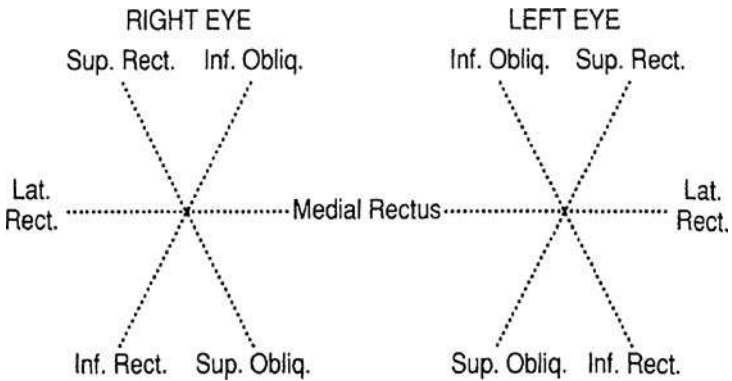 RIGHT EYE LEFT EYE
Sup. Rect. Inf. Obliq. Inf. Obliq. Sup. Rect.
Lat.
Rect.
Medial Rectus
Lat.
Rect.
Inf. Rect. Sup. Obliq. Sup. Obliq. Inf. Rect.